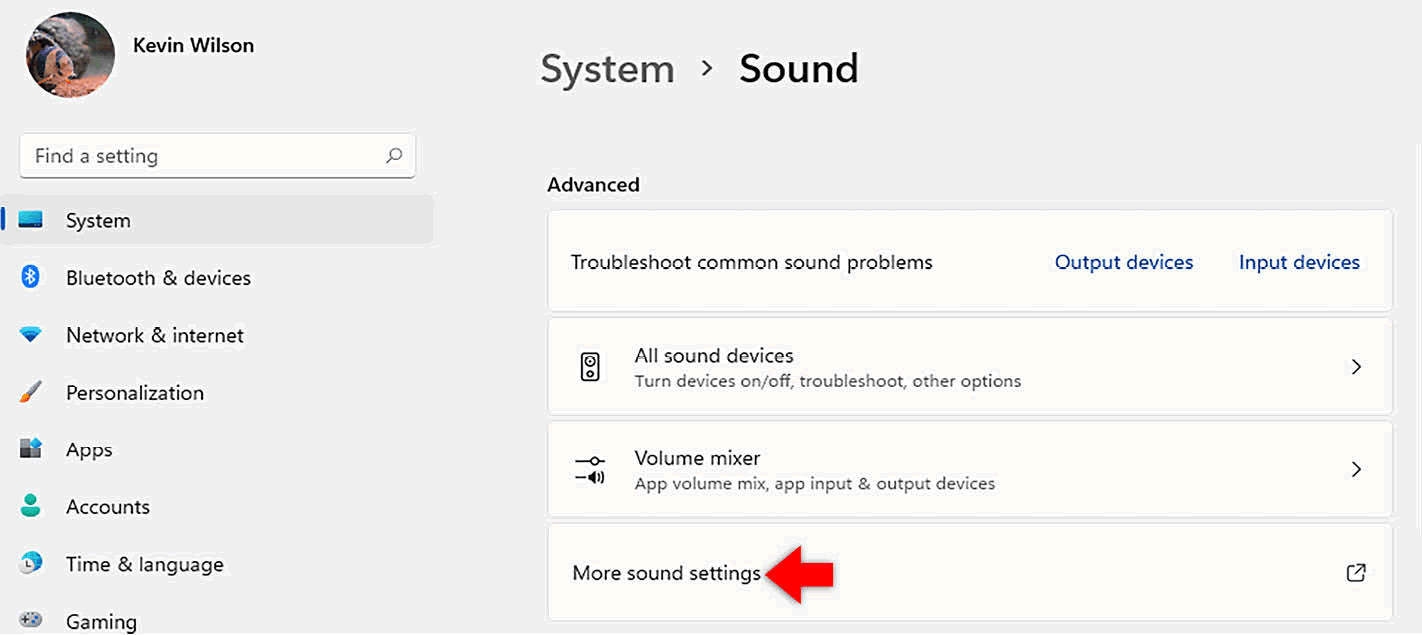 Kevin Wilson
Find a setting
System
Bluetooth & devices
Network & internet
Personalization
Apps
Accounts
Time & language
Gaming
System > Sound
Advanced
Troubleshoot common sound problems Output devices Input devices
All sound devices
Turn devices on/off, troubleshoot, other options
Volume mixer
App volume mix, app input & output devices
More sound settings